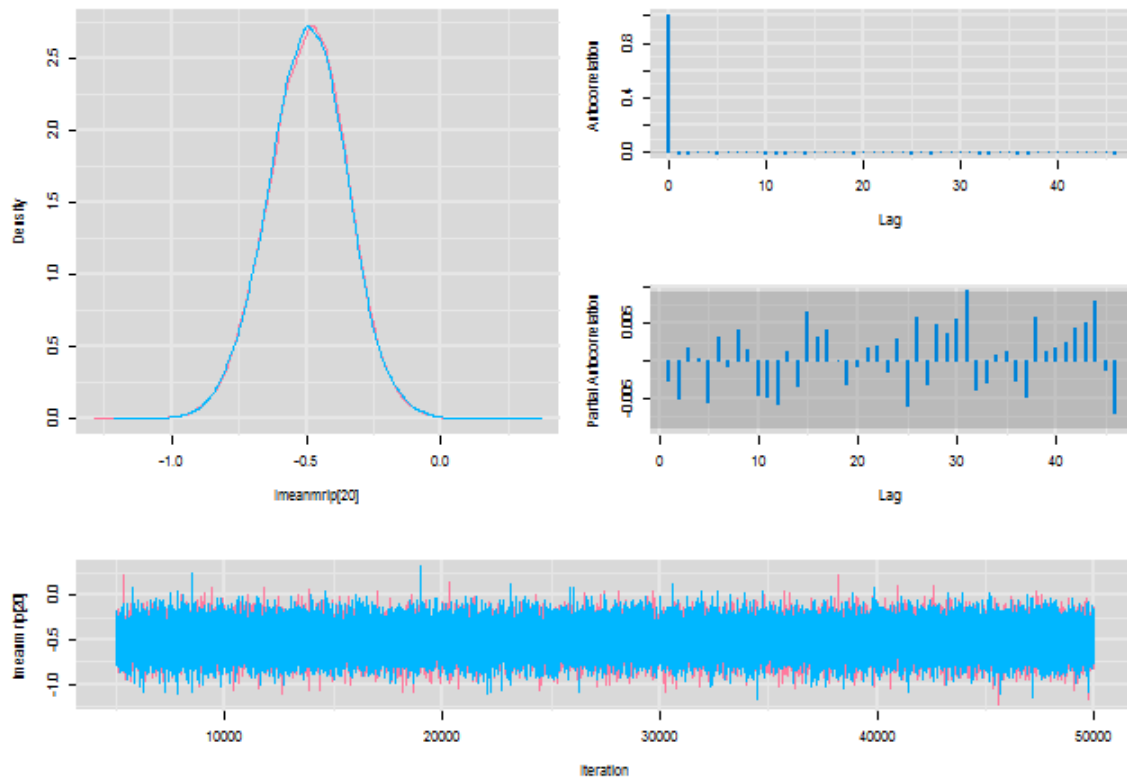 Density
2.5
2.0
1.5
1.0
0.5
0.0
-1.0 -0.5 0.0
lmeanmrip[20]
Autocorrelation
0.8
0.4
0.0
0 10 20 30 40
Lag
Partial Autocorrelation
0.005
-0.005
0 10 20 30 40
Lag
lmeanmrip[20]
0.0
-0.5
-1.0
10000 20000 30000 40000 50000
Iteration